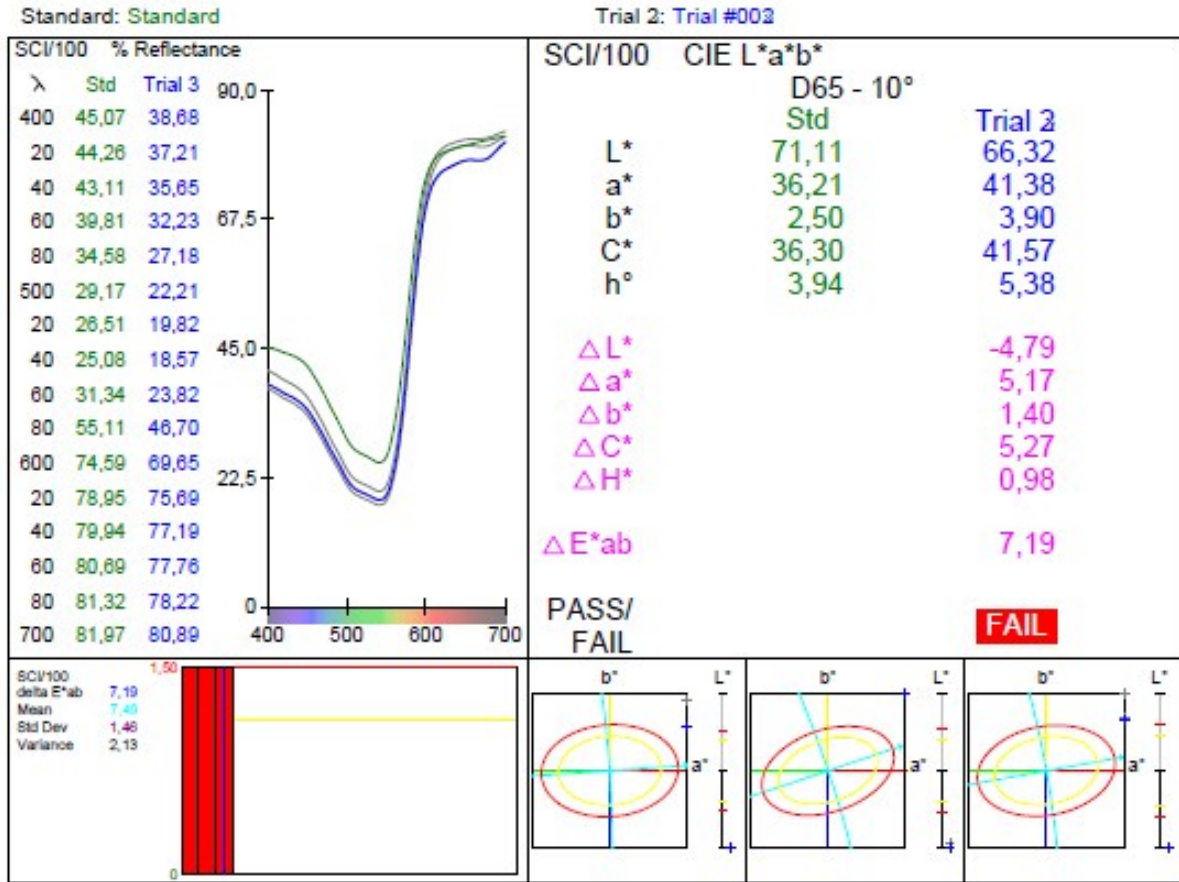 Standard: Standard
Trial 2: Trial #002
SCI/100 % Reflectance
λ Std Trial 3
400 45,07 38,68
20 44,26 37,21
40 43,11 35,65
60 39,81 32,23
80 34,58 27,18
500 29,17 22,21
20 26,51 19,82
40 25,08 18,57
60 31,34 23,82
80 55,11 46,70
600 74,59 69,65
20 78,95 75,69
40 79,94 77,19
60 80,69 77,76
80 81,32 78,22
700 81,97 80,89
90,0
67,5
45,0
22,5
0
400 500 600 700
SCI/100 CIE L*a*b*
D65 - 10°
Std Trial 2
L* 71,11 66,32
a* 36,21 41,38
b* 2,50 3,90
C* 36,30 41,57
h° 3,94 5,38
△ L* -4,79
△ a* 5,17
△ b* 1,40
△ C* 5,27
△ H* 0,98
△ E*ab 7,19
PASS/
FAIL
FAIL
SCI/100
delta E*ab 7,19
Mean
Std Dev 1,46
Variance 2,13
1,50
0
b* L*
a*
b* L*
a*
b* L*
a*